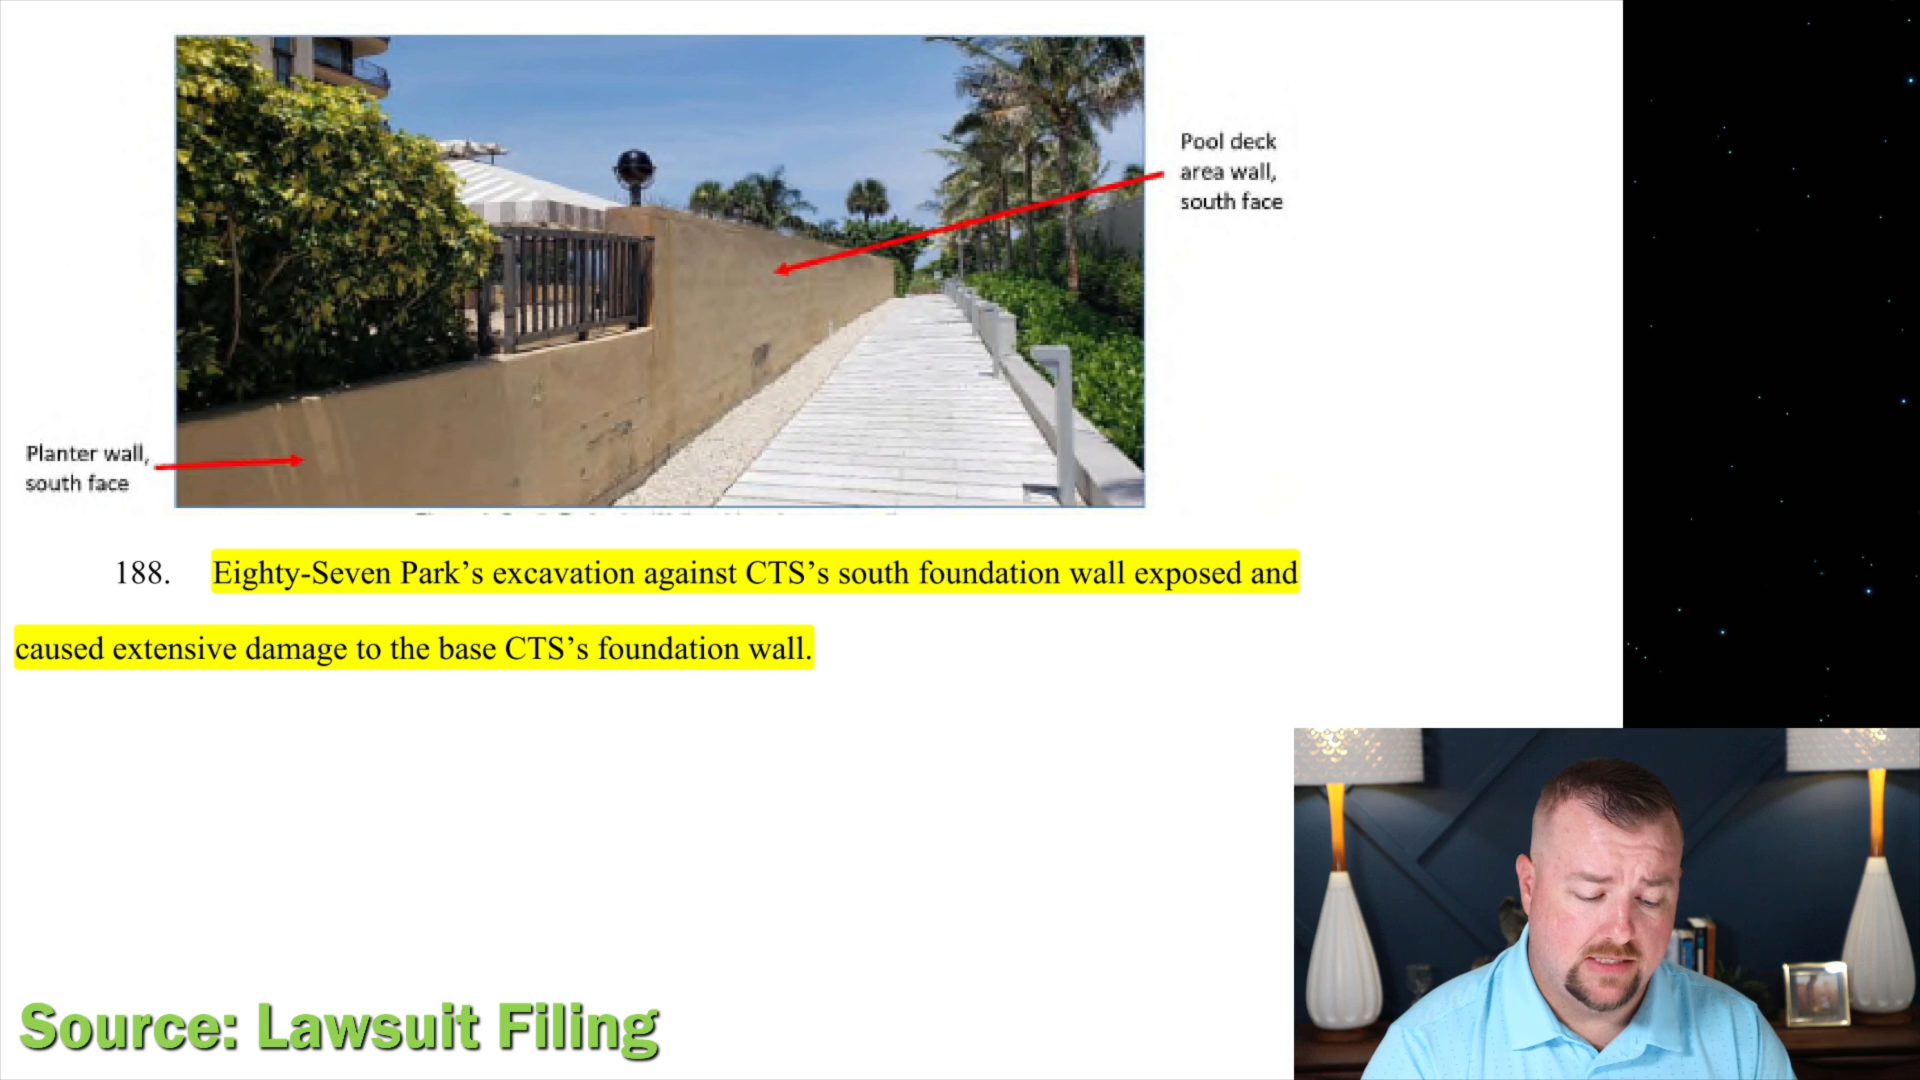 Pool deck
area wall,
south face
Planter wall,
south face
188. Eighty-Seven Park’s excavation against CTS’s south foundation wall exposed and
caused extensive damage to the base CTS’s foundation wall.
Source: Lawsuit Filing